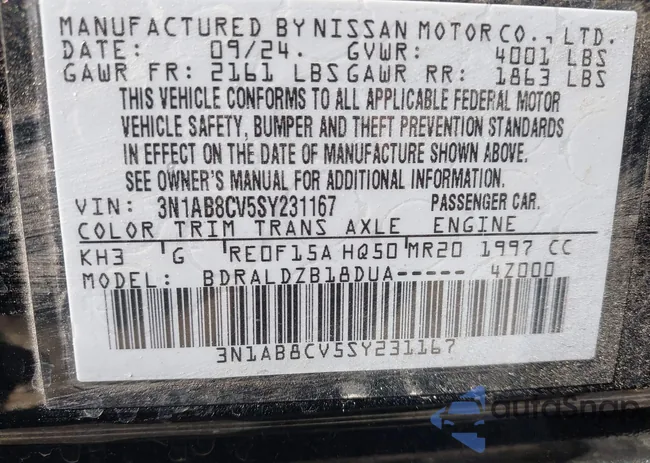 MANUFACTURED BY NISSAN MOTOR CO., LTD.
DATE: 09/24. GVWR: 4001 LBS
GAWR FR: 2161 LBS GAWR RR: 1863 LBS
THIS VEHICLE CONFORMS TO ALL APPLICABLE FEDERAL MOTOR
VEHICLE SAFETY, BUMPER AND THEFT PREVENTION STANDARDS
IN EFFECT ON THE DATE OF MANUFACTURE SHOWN ABOVE.
SEE OWNER'S MANUAL FOR ADDITIONAL INFORMATION.
VIN: 3N1AB8CV5SY231167 PASSENGER CAR.
COLOR TRIM TRANS AXLE ENGINE
KH3 G RE0F15A HQ50 MR20 1997 CC
MODEL: BDRALDZB18DUA----- 4Z000
3N1AB8CV5SY231167
autoSnap